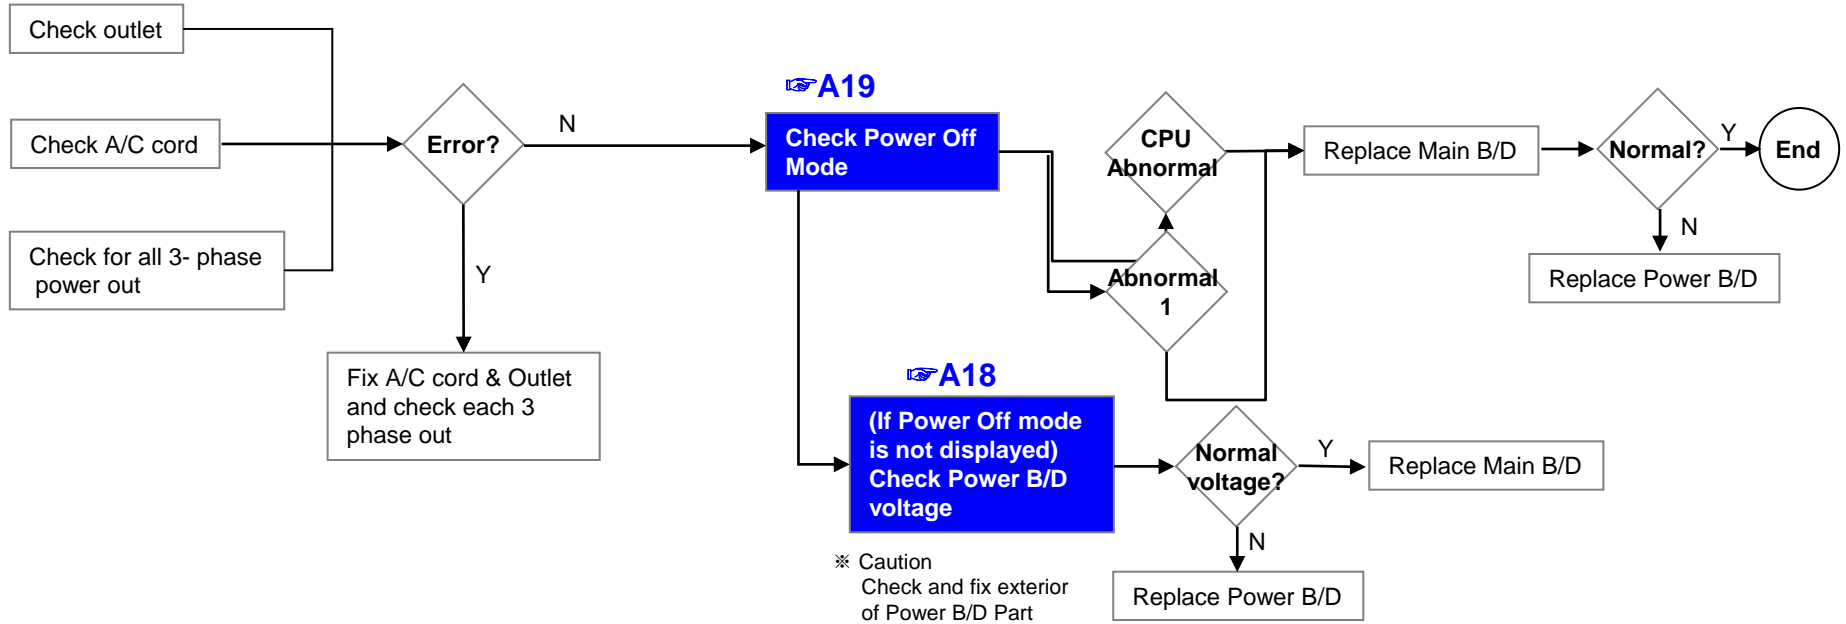 Check outlet
Check A/C cord
Check for all 3- phase
power out
Error?
N
Y
Fix A/C cord & Outlet
and check each 3
phase out
☞A19
Check Power Off
Mode
CPU
Abnormal
Abnormal
1
Replace Main B/D
Normal?
Y
End
N
Replace Power B/D
☞A18
(If Power Off mode
is not displayed)
Check Power B/D
voltage
※ Caution
Check and fix exterior
of Power B/D Part
Normal
voltage?
Y
Replace Main B/D
N
Replace Power B/D